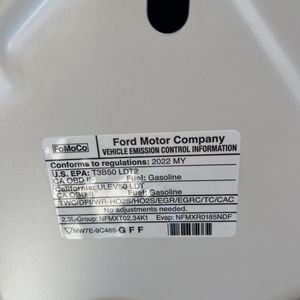 FoMoCo
Ford Motor Company
VEHICLE EMISSION CONTROL INFORMATION
Conforms to regulations: 2022 MY
U.S. EPA: T3B50 LDT2
CA OBD II Fuel: Gasoline
California: ULEV50 LDT
CA OBD II Fuel: Gasoline
TWC/DFI/WR-HO2S/HO2S/EGR/EGRC/TC/CAC
No adjustments needed.
2.3L-Group: NFMXT02.34K1 Evap: NFMXR0185NDF
NW7E-9C485-GFF